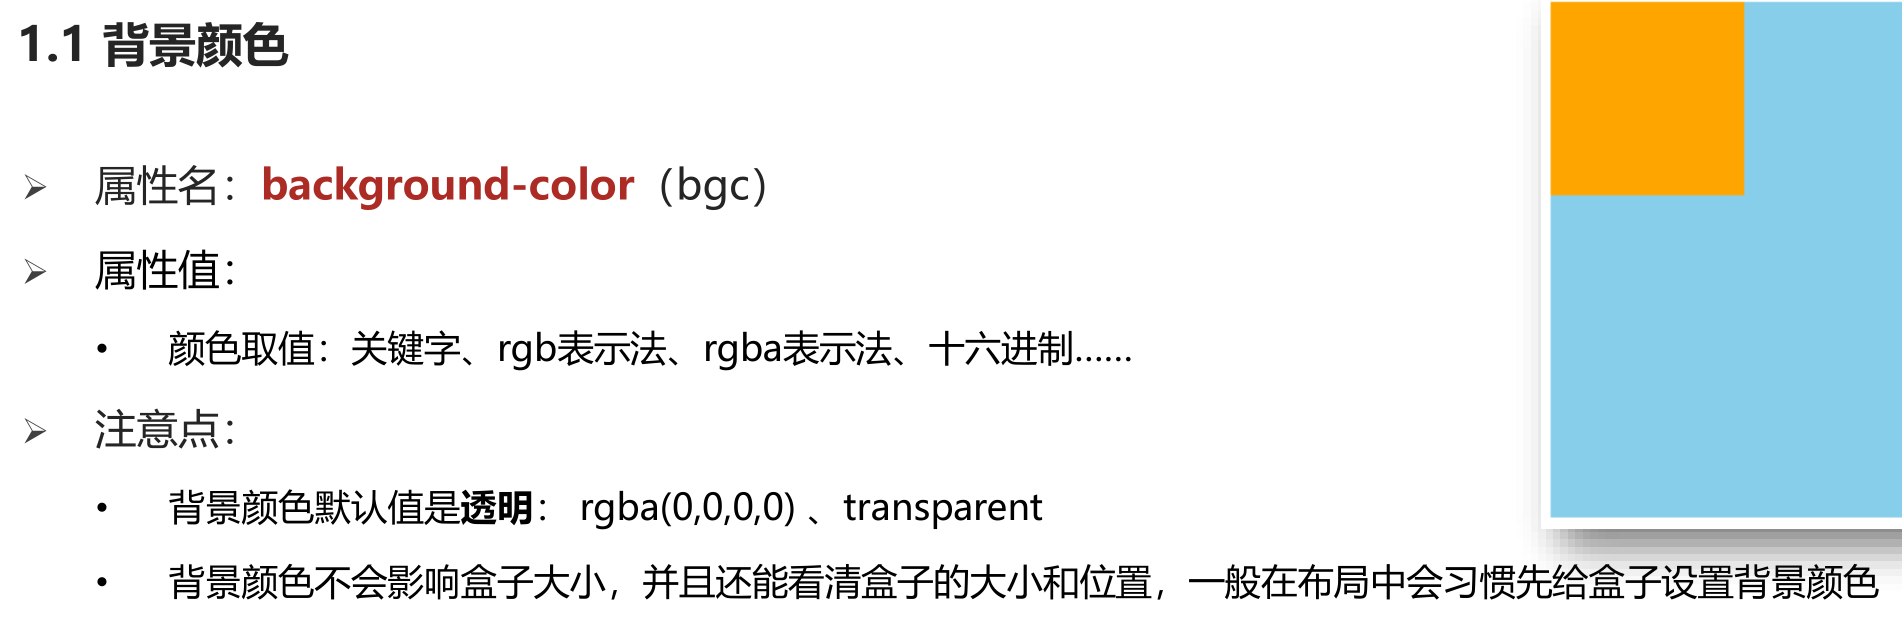 1.1 背景颜色
属性名：background-color（bgc）
属性值：
颜色取值：关键字、rgb表示法、rgba表示法、十六进制……
注意点：
背景颜色默认值是透明： rgba(0,0,0,0) 、transparent
背景颜色不会影响盒子大小，并且还能看清盒子的大小和位置，一般在布局中会习惯先给盒子设置背景颜色